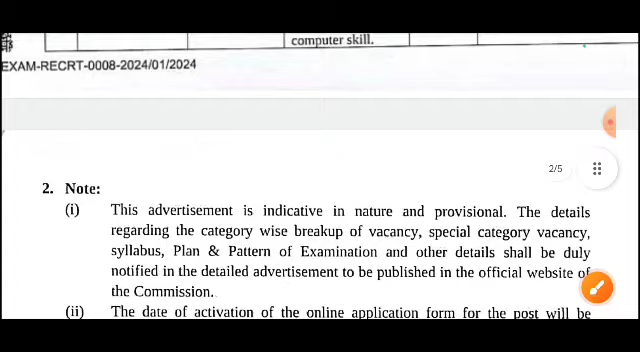 computer skill.
EXAM-RECRT-0008-2024/01/2024
2/5
2. Note:
(i) This advertisement is indicative in nature and provisional. The details
regarding the category wise breakup of vacancy, special category vacancy,
syllabus, Plan & Pattern of Examination and other details shall be duly
notified in the detailed advertisement to be published in the official website of
the Commission.
(ii) The date of activation of the online application form for the post will be